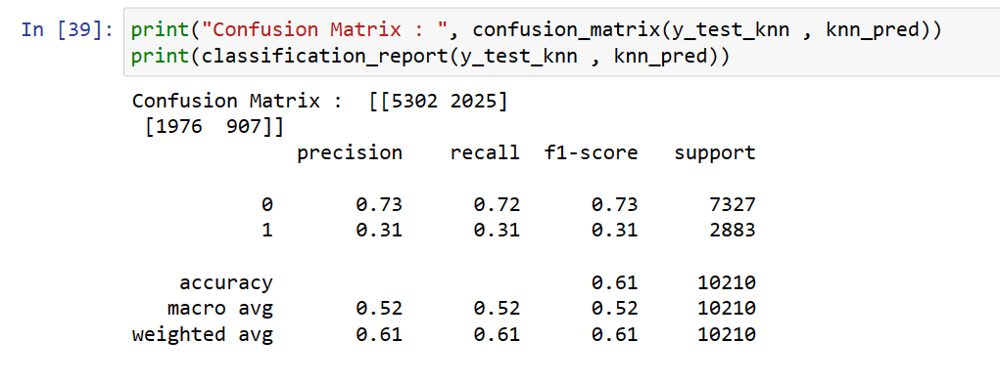 In [39]: print("Confusion Matrix : ", confusion_matrix(y_test_knn , knn_pred))
print(classification_report(y_test_knn , knn_pred))
Confusion Matrix :  [[5302 2025]
 [1976  907]]
              precision    recall  f1-score   support
           0       0.73      0.72      0.73      7327
           1       0.31      0.31      0.31      2883
    accuracy                           0.61     10210
   macro avg       0.52      0.52      0.52     10210
weighted avg       0.61      0.61      0.61     10210